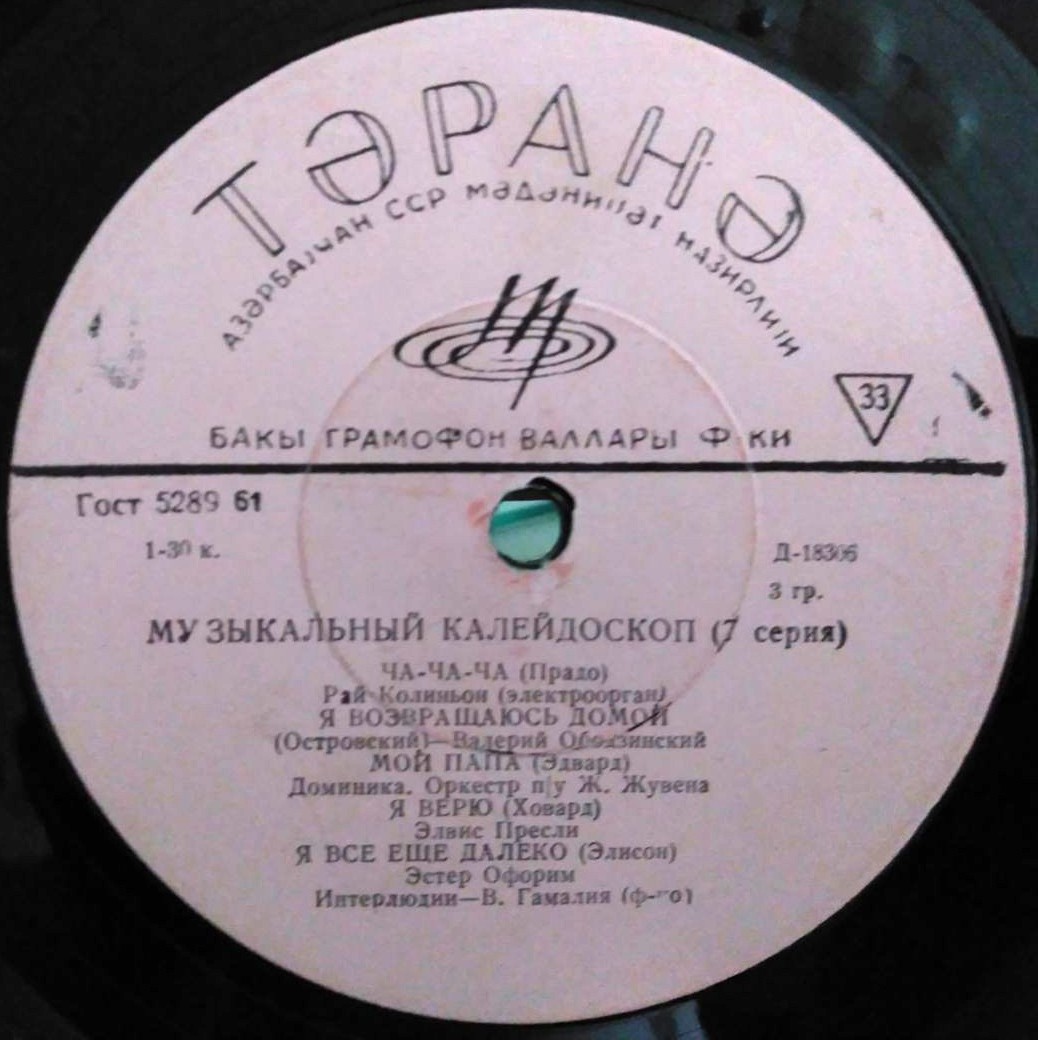 ТӘРАНӘ
АЗӘРБАЈҸАН ССР МӘДӘНИЈЈӘТ НАЗИРЛИЈИ
БАКЫ ГРАМОФОН ВАЛЛАРЫ Ф-КИ
33
Гост 5289 61
1-30 к.
Д-18306
3 гр.
МУЗЫКАЛЬНЫЙ КАЛЕЙДОСКОП (7 серия)
ЧА-ЧА-ЧА (Прадо)
Рай Колиньон (электроорган)
Я ВОЗВРАЩАЮСЬ ДОМОЙ
(Островский)—Валерий Ободзинский
МОЙ ПАПА (Эдвард)
Доминика. Оркестр п/у Ж. Жувена
Я ВЕРЮ (Ховард)
Элвис Пресли
Я ВСЕ ЕЩЕ ДАЛЕКО (Элисон)
Эстер Офорим
Интерлюдии—В. Гамалия (ф-го)